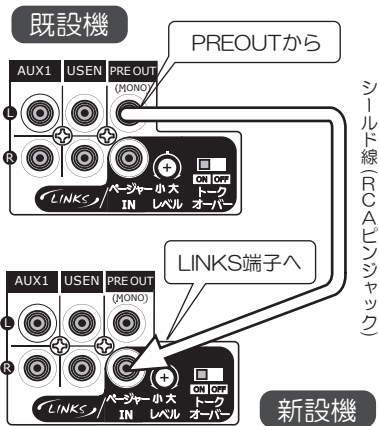 既設機
PREOUTから
AUX1 USEN PRE OUT
(MONO)
L
R
LINKS
ページャー 小 大
IN レベル
ON OFF
トーク
オーバー
シールド線(RCAピンジャック)
LINKS端子へ
AUX1 USEN PRE OUT
(MONO)
L
R
LINKS
ページャー 小 大
IN レベル
ON OFF
トーク
オーバー
新設機